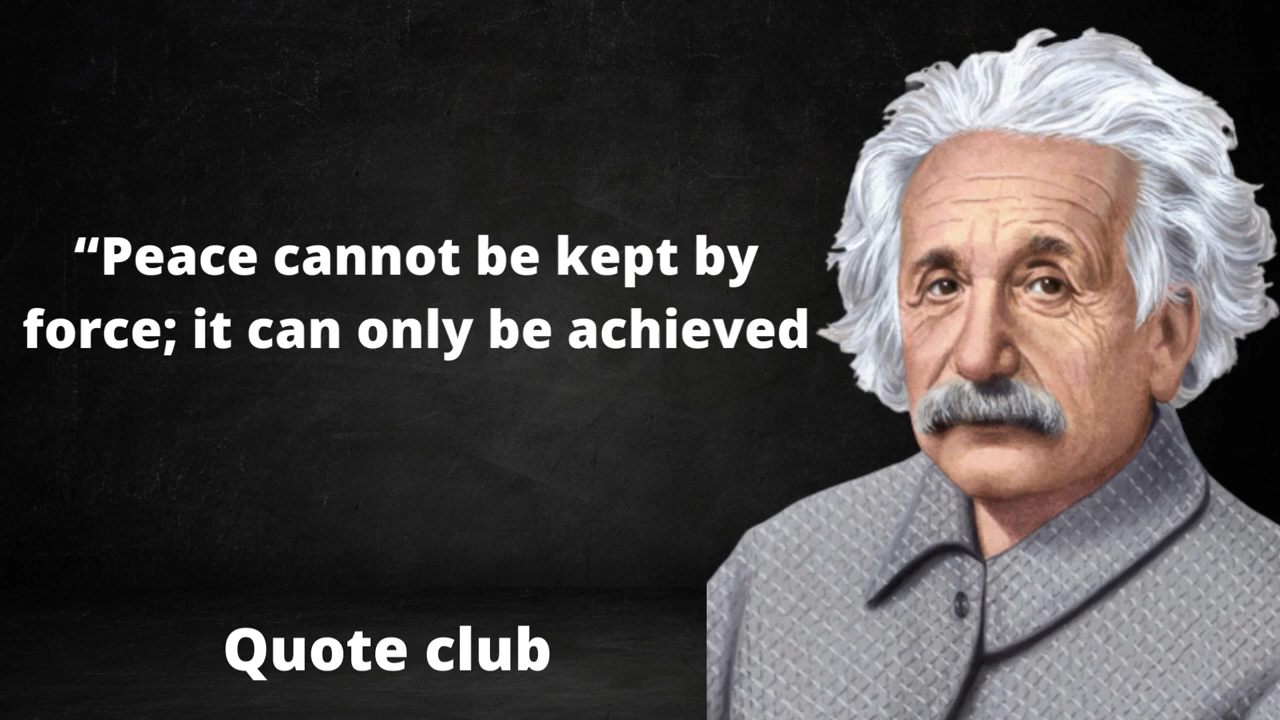 “Peace cannot be kept by
force; it can only be achieved
Quote club